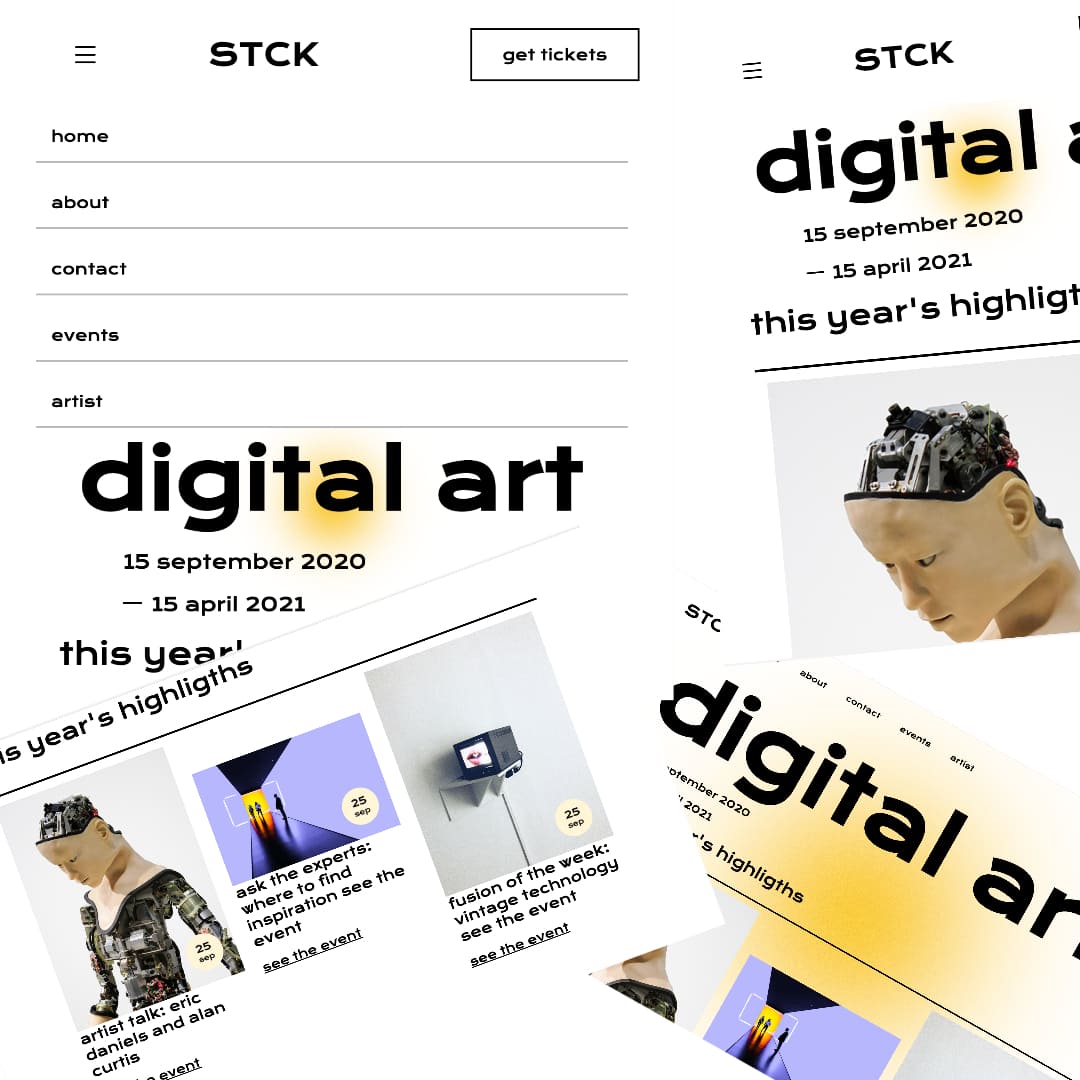 STCK
get tickets
home
about
contact
events
artist
digital art
15 september 2020
— 15 april 2021
this year'
STCK
digital
15 september 2020
— 15 april 2021
this year's highligt
year's highligths
25
sep
artist talk: eric
daniels and alan
curtis
event
25
sep
ask the experts:
where to find
inspiration see the
event
see the event
25
sep
fusion of the week:
vintage technology
see the event
see the event
STC
about
contact
events
artist
digital ar
ptember 2020
2021
's highligths